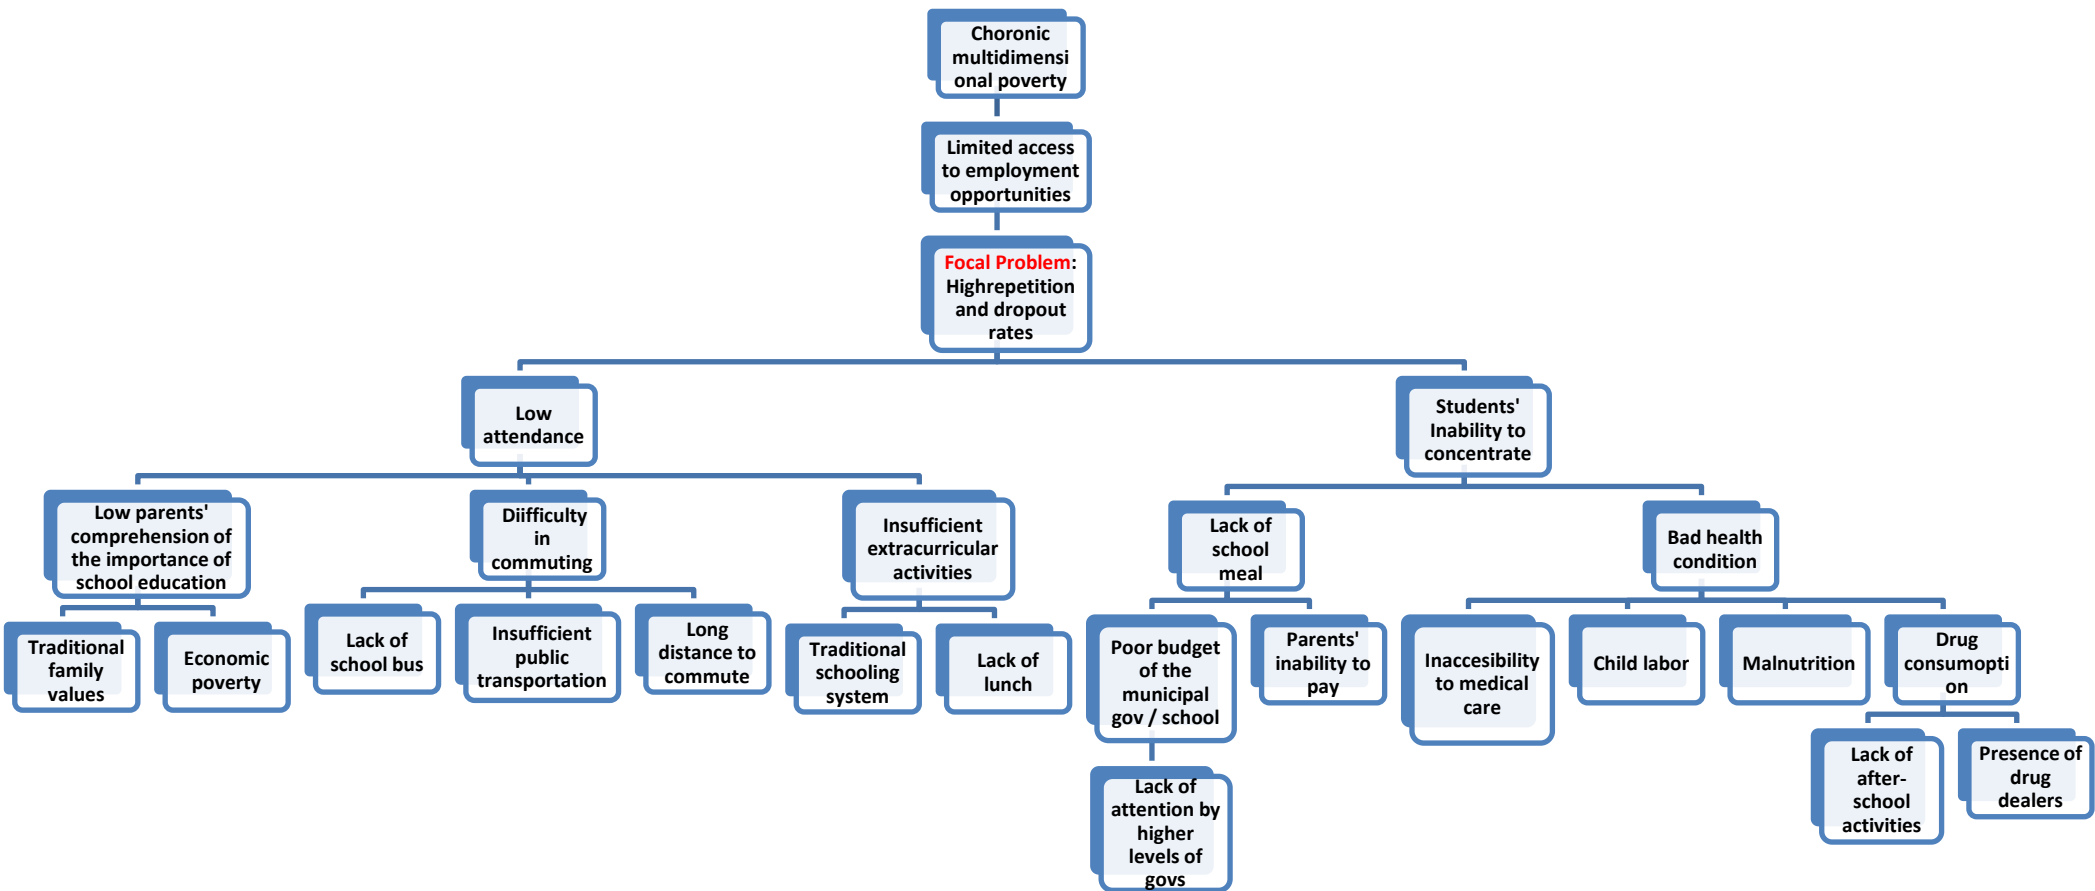 Choronic
multidimensi
onal poverty
Limited access
to employment
opportunities
Focal Problem:
Highrepetition
and dropout
rates
Low
attendance
Students'
Inability to
concentrate
Low parents'
comprehension of
the importance of
school education
Diifficulty
in
commuting
Insufficient
extracurricular
activities
Lack of
school
meal
Bad health
condition
Traditional
family
values
Economic
poverty
Lack of
school bus
Insufficient
public
transportation
Long
distance to
commute
Traditional
schooling
system
Lack of
lunch
Poor budget
of the
municipal
gov / school
Parents'
inability to
pay
Inaccesibility
to medical
care
Child labor
Malnutrition
Drug
consumopti
on
Lack of
attention by
higher
levels of
govs
Lack of
after-
school
activities
Presence of
drug
dealers